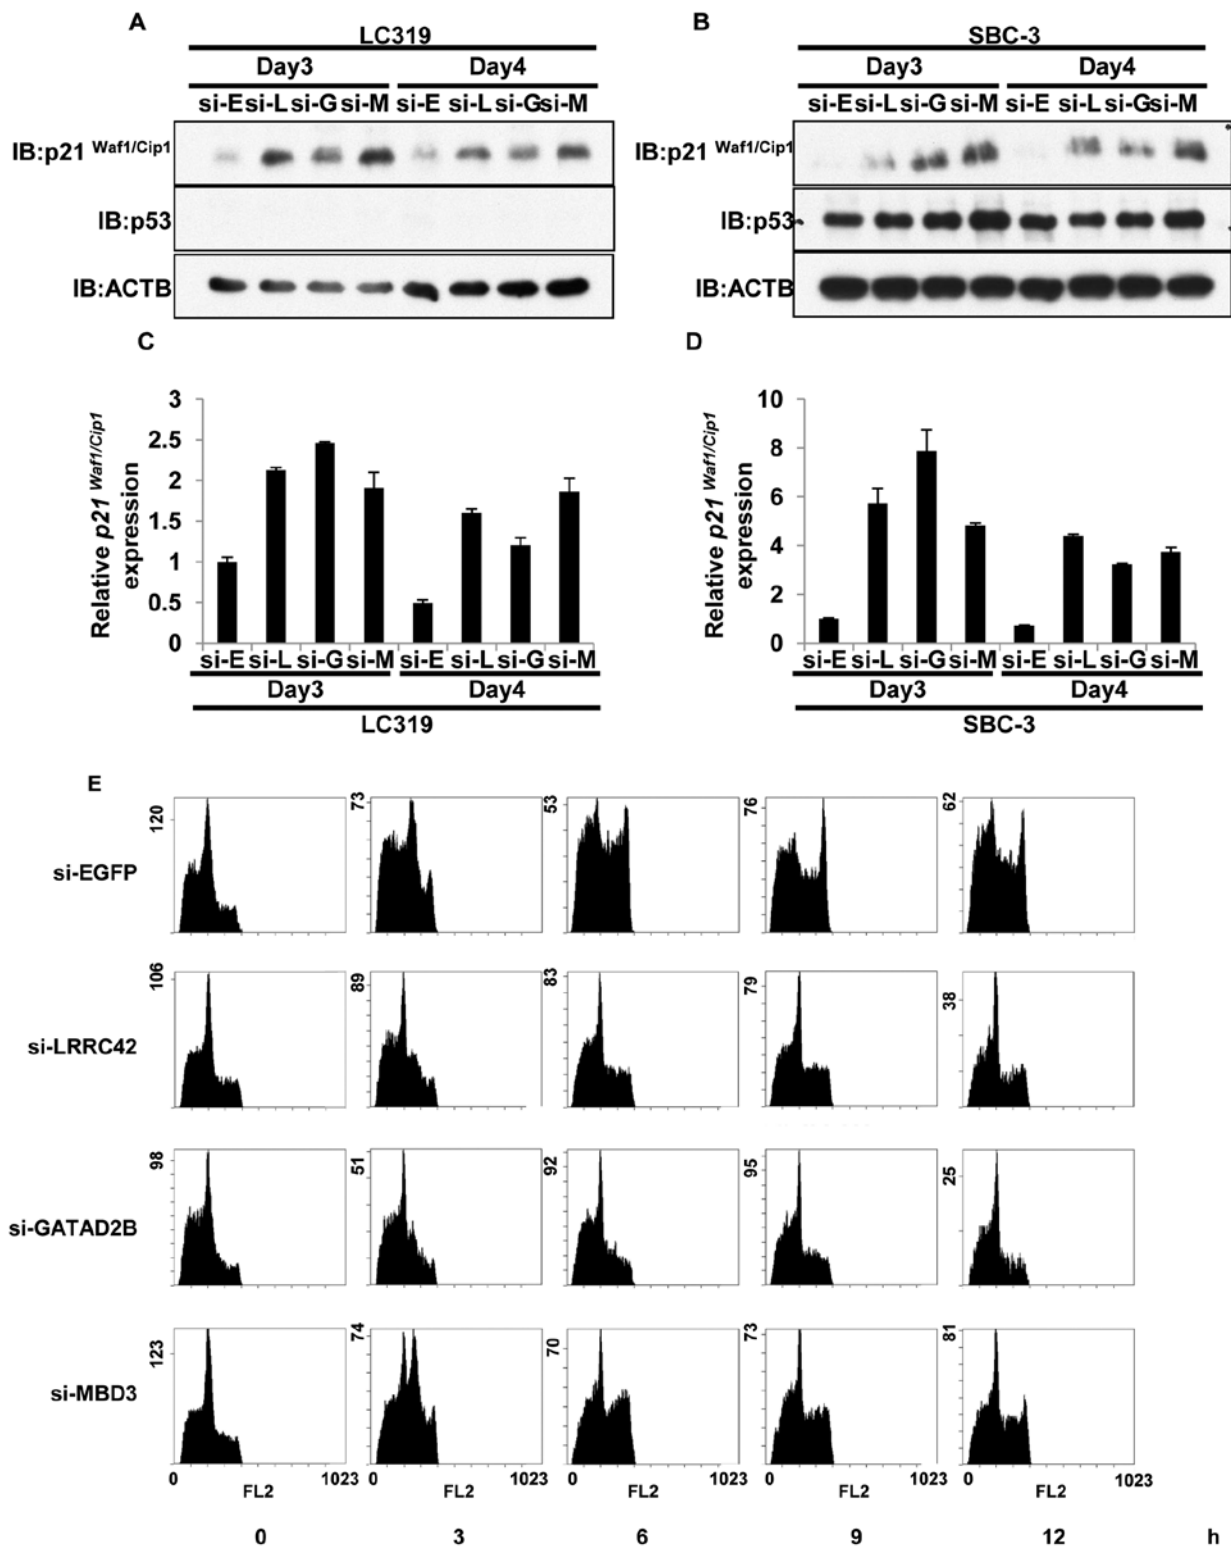 A
LC319
Day3 Day4
si-E si-L si-G si-M si-E si-L si-G si-M
IB:p21 Waf1/Cip1
IB:p53
IB:ACTB
B
SBC-3
Day3 Day4
si-E si-L si-G si-M si-E si-L si-G si-M
IB:p21 Waf1/Cip1
IB:p53
IB:ACTB
C
Relative p21 Waf1/Cip1
expression
3
2.5
2
1.5
1
0.5
0
si-E si-L si-G si-M si-E si-L si-G si-M
Day3 Day4
LC319
D
Relative p21 Waf1/Cip1
expression
10
8
6
4
2
0
si-E si-L si-G si-M si-E si-L si-G si-M
Day3 Day4
SBC-3
E
si-EGFP
120 73 53 76 62
si-LRRC42
106 89 83 79 38
si-GATAD2B
98 51 92 95 25
si-MBD3
123 74 70 73 81
0 1023 0 1023 0 1023 0 1023 0 1023
FL2 FL2 FL2 FL2 FL2
0 3 6 9 12 h